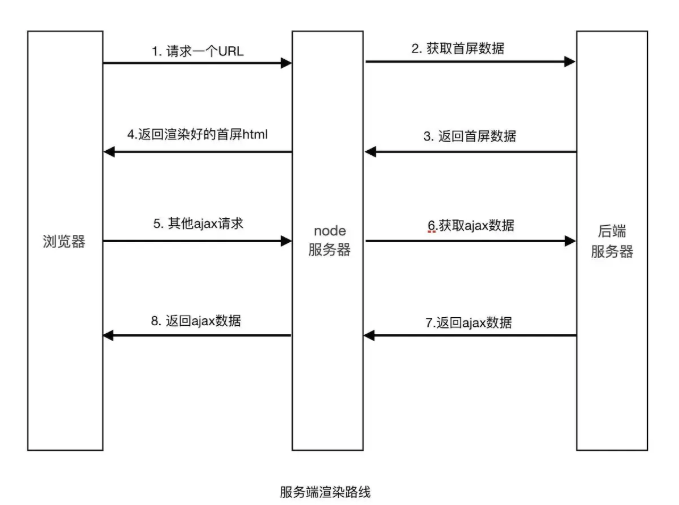 1. 请求一个URL
2. 获取首屏数据
4.返回渲染好的首屏html
3. 返回首屏数据
5. 其他ajax请求
6.获取ajax数据
浏览器
node
服务器
后端
服务器
8. 返回ajax数据
7.返回ajax数据
服务端渲染路线